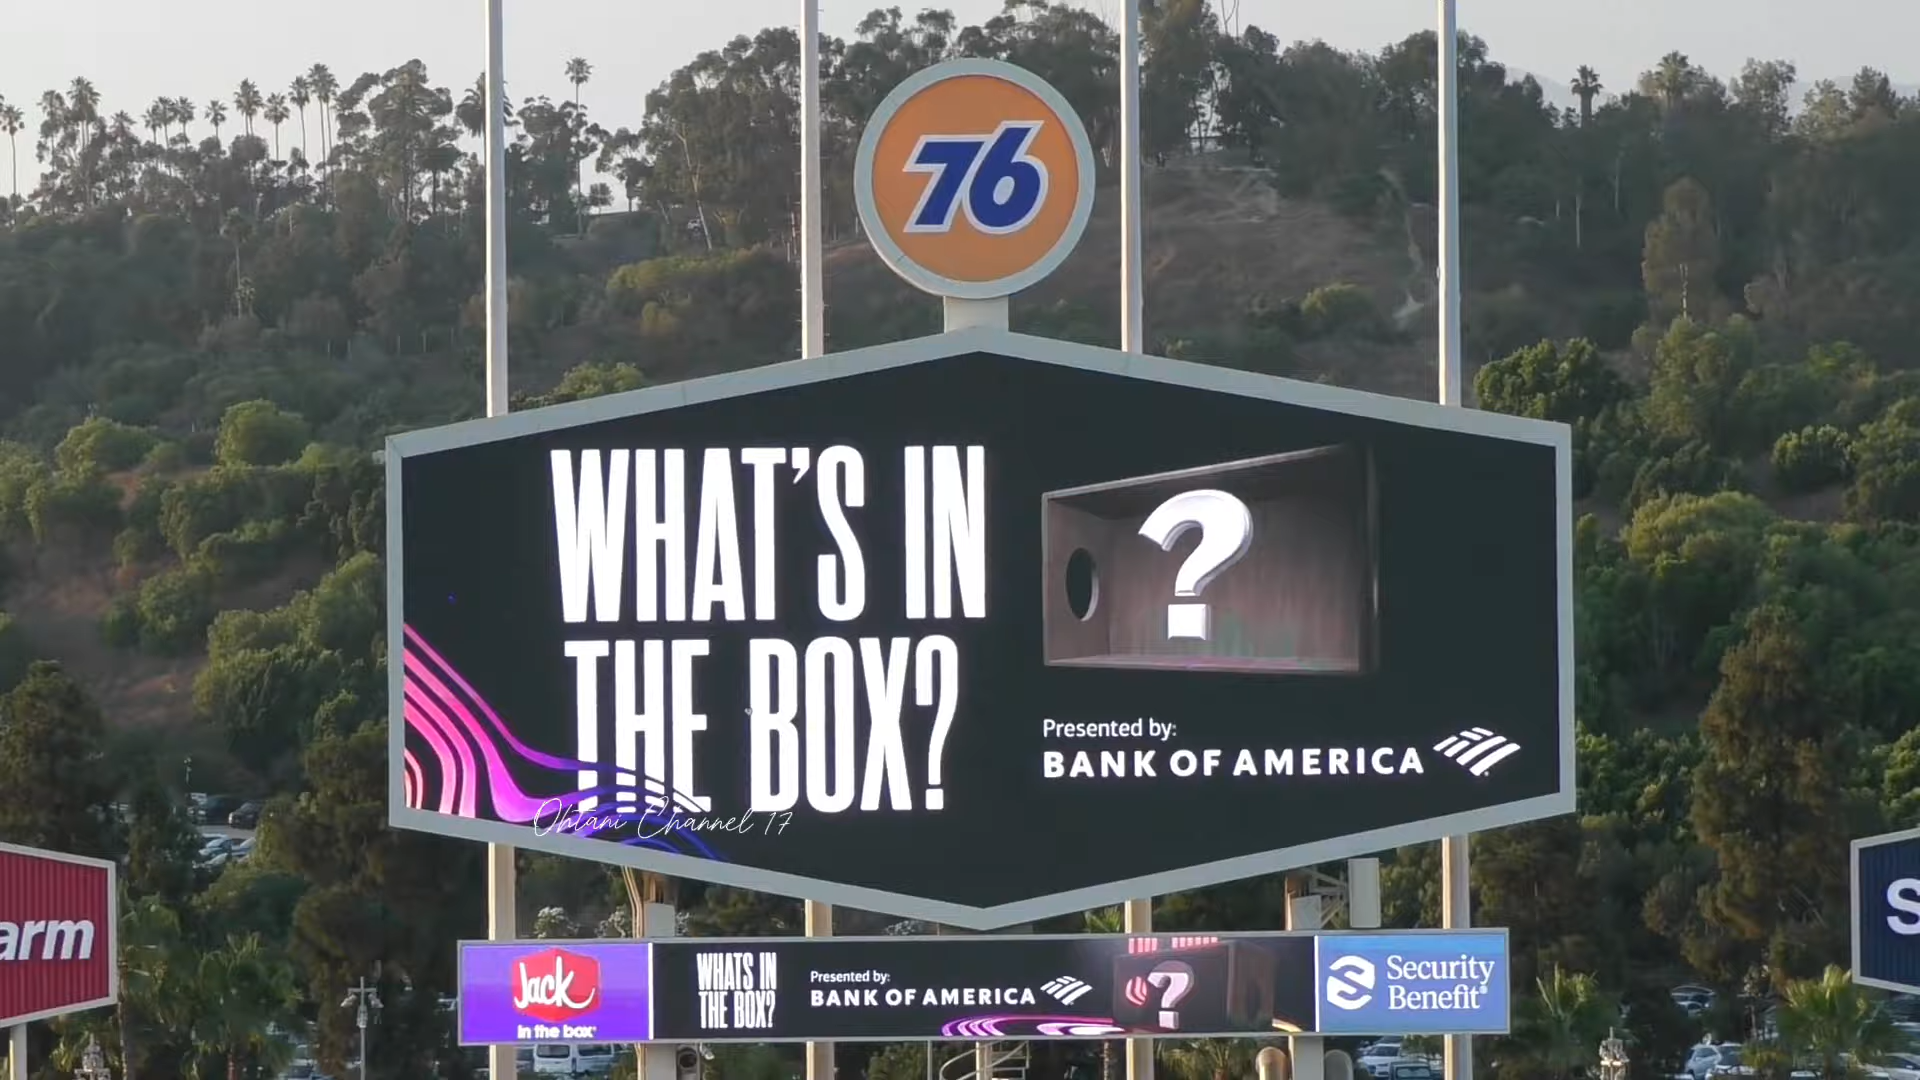 76
WHAT'S IN
THE BOX?
?
Presented by:
BANK OF AMERICA
Ohtani Channel 17
arm
S
Jack
in the box®
WHAT'S IN
THE BOX?
Presented by:
BANK OF AMERICA
?
Security
Benefit®